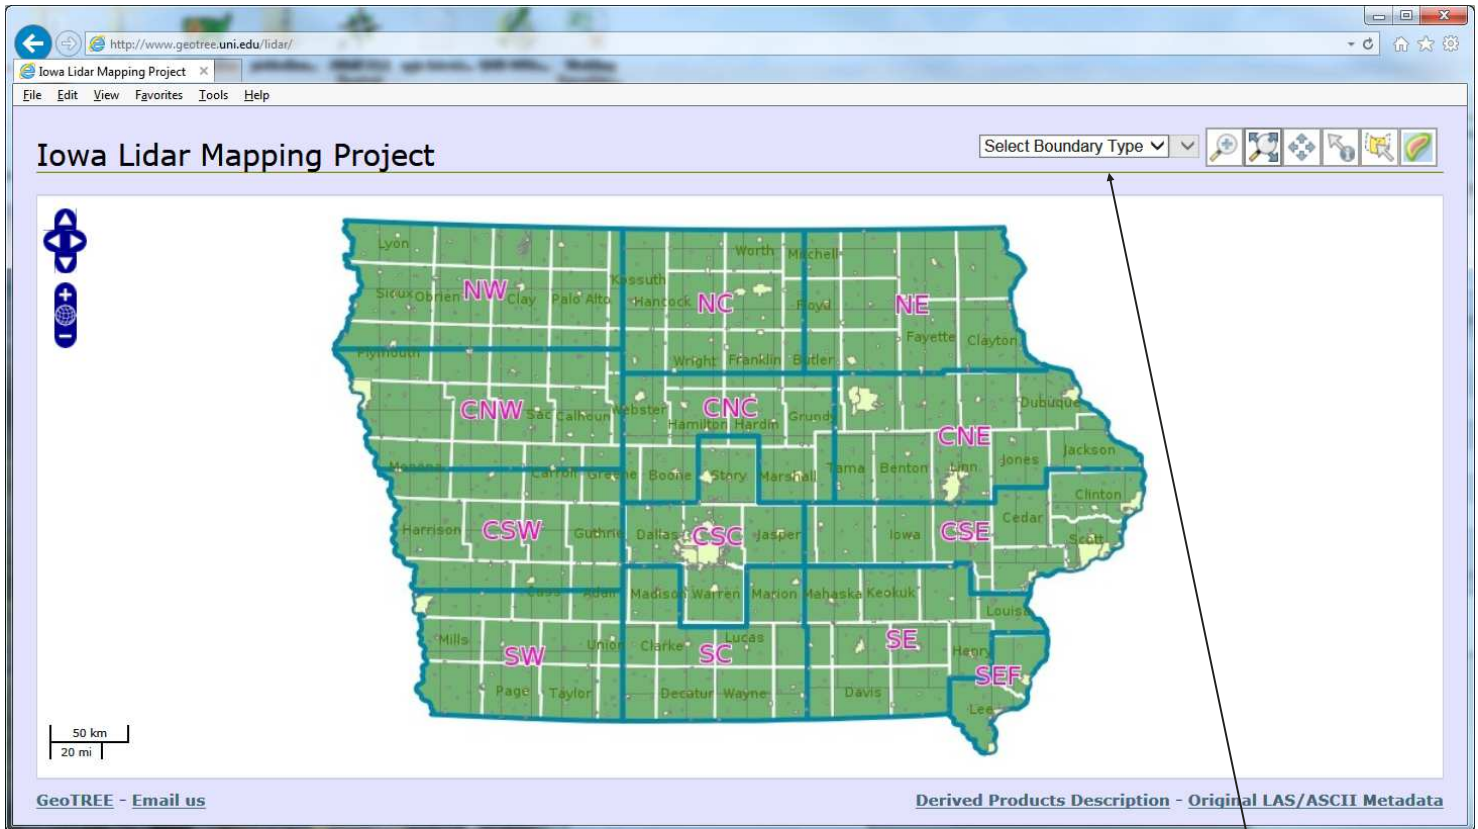 http://www.geotree.uni.edu/lidar/
Iowa Lidar Mapping Project
File Edit View Favorites Tools Help
Iowa Lidar Mapping Project
Select Boundary Type
Lyon Worth Mitchell
Kossuth
Sioux Obrien NW Clay Palo Alto Hancock NC Floyd NE
Fayette Clayton
Plymouth Wright Franklin Butler
CNW Sac Calhoun Webster CNC Grundy Dubuque
Hamilton Hardin
CNE
Jackson
Monona Carroll Greene Boone Story Marshall Tama Benton Linn Jones
Clinton
Harrison CSW Guthrie Dallas CSC Jasper Iowa CSE Cedar
Scott
Cass Adair Madison Warren Marion Mahaska Keokuk
Louisa
Mills Union Clarke Lucas SE
SW SC Henry
SEF
Page Taylor Decatur Wayne Davis
Lee
50 km
20 mi
GeoTREE - Email us Derived Products Description - Original LAS/ASCII Metadata